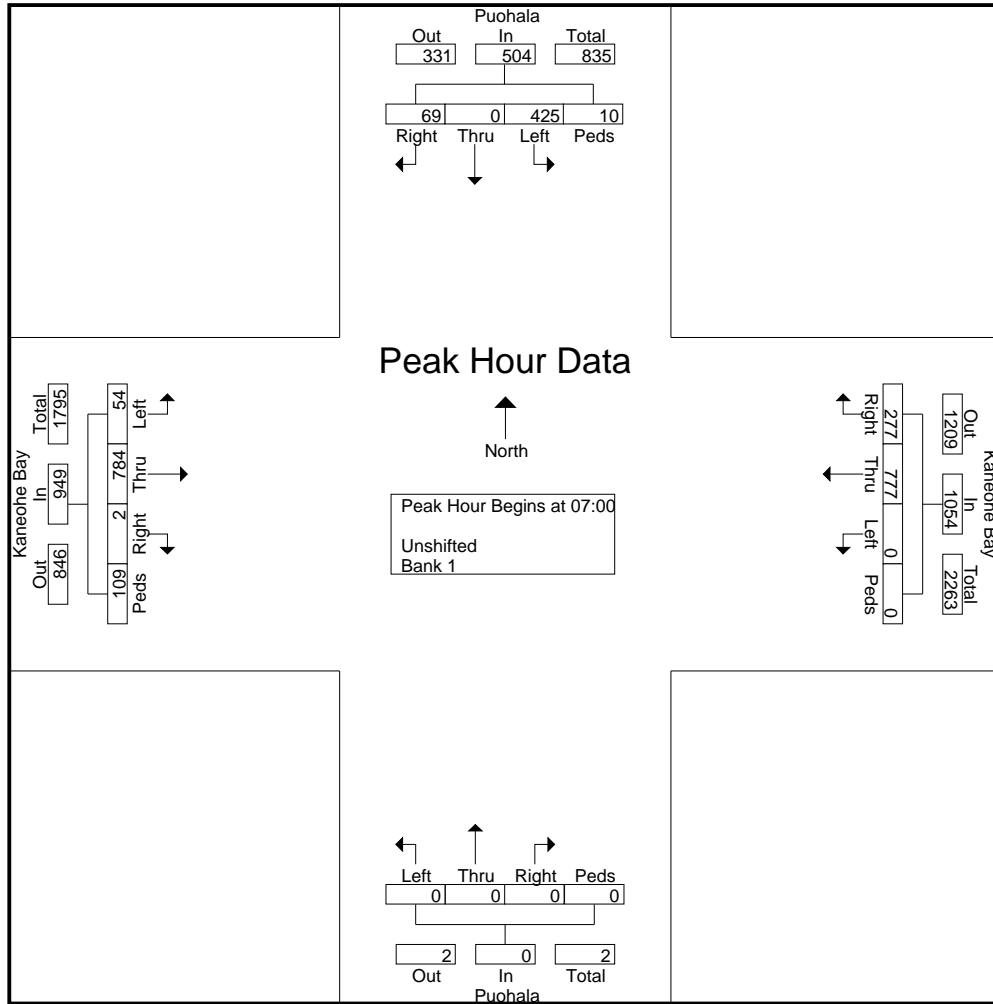 Puohala
Out In Total
331 504 835
69 0 425 10
Right Thru Left Peds
Peak Hour Data
North
Peak Hour Begins at 07:00
Unshifted
Bank 1
Kaneohe Bay
Out In Total
846 949 1795
109 2 784 54
Peds Right Thru Left
Kaneohe Bay
Out In Total
1209 1054 2263
277 777 0 0
Right Thru Left Peds
Left Thru Right Peds
0 0 0 0
2 0 2
Out In Total
Puohala